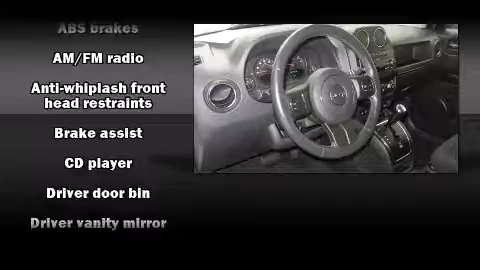 ABS brakes
AM/FM radio
Anti-whiplash front
head restraints
Brake assist
CD player
Driver door bin
Driver vanity mirror